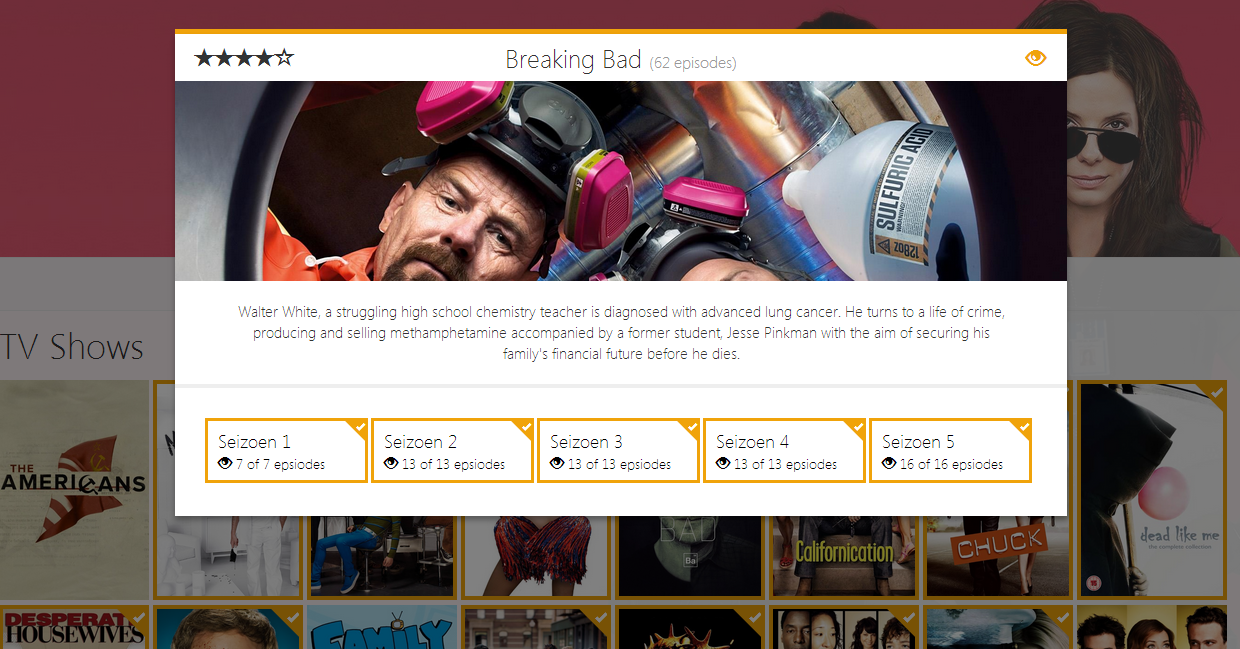 ★★★★☆ Breaking Bad (62 episodes)
SULFURIC ACID
WARNING!
128oz
Walter White, a struggling high school chemistry teacher is diagnosed with advanced lung cancer. He turns to a life of crime,
producing and selling methamphetamine accompanied by a former student, Jesse Pinkman with the aim of securing his
family's financial future before he dies.
TV Shows
Seizoen 1
7 of 7 epsiodes
Seizoen 2
13 of 13 epsiodes
Seizoen 3
13 of 13 epsiodes
Seizoen 4
13 of 13 epsiodes
Seizoen 5
16 of 16 epsiodes
THE
AMERICANS
BAD
Ba
Californication
CHUCK
dead like me
the complete collection
DESPERATE
HOUSEWIVES
FAMILY